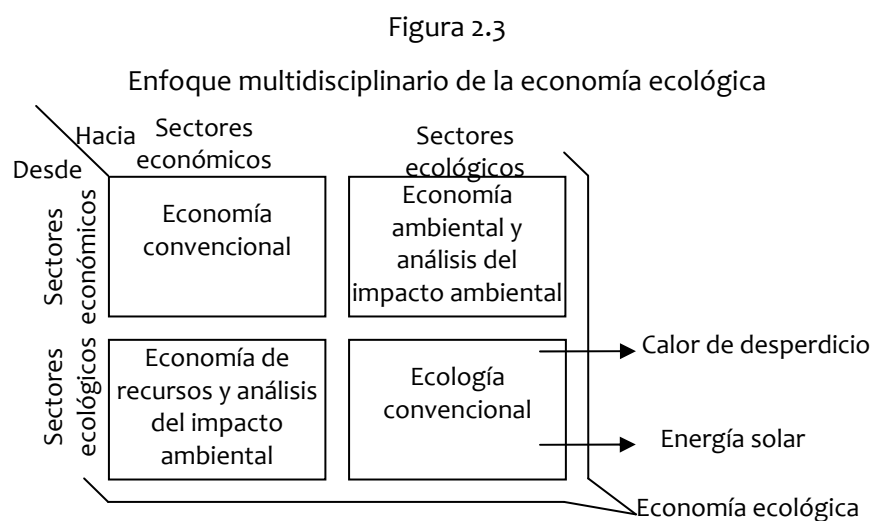 Figura 2.3
Enfoque multidisciplinario de la economía ecológica
Hacia
Desde
Sectores
económicos
Sectores
ecológicos
Sectores
económicos
Economía
convencional
Economía
ambiental y
análisis del
impacto ambiental
Sectores
ecológicos
Economía de
recursos y análisis
del impacto
ambiental
Ecología
convencional
Calor de desperdicio
Energía solar
Economía ecológica